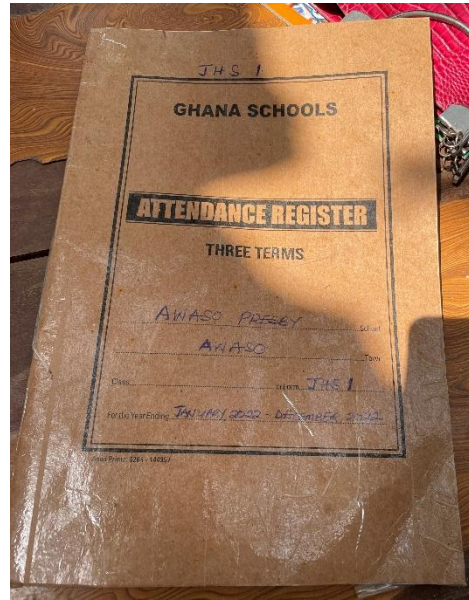 JHS 1
GHANA SCHOOLS
ATTENDANCE REGISTER
THREE TERMS
AWASO PRESBY School
AWASO Town
Class JHS 1
For the Year Ending JANUARY 2022 - DECEMBER 2022